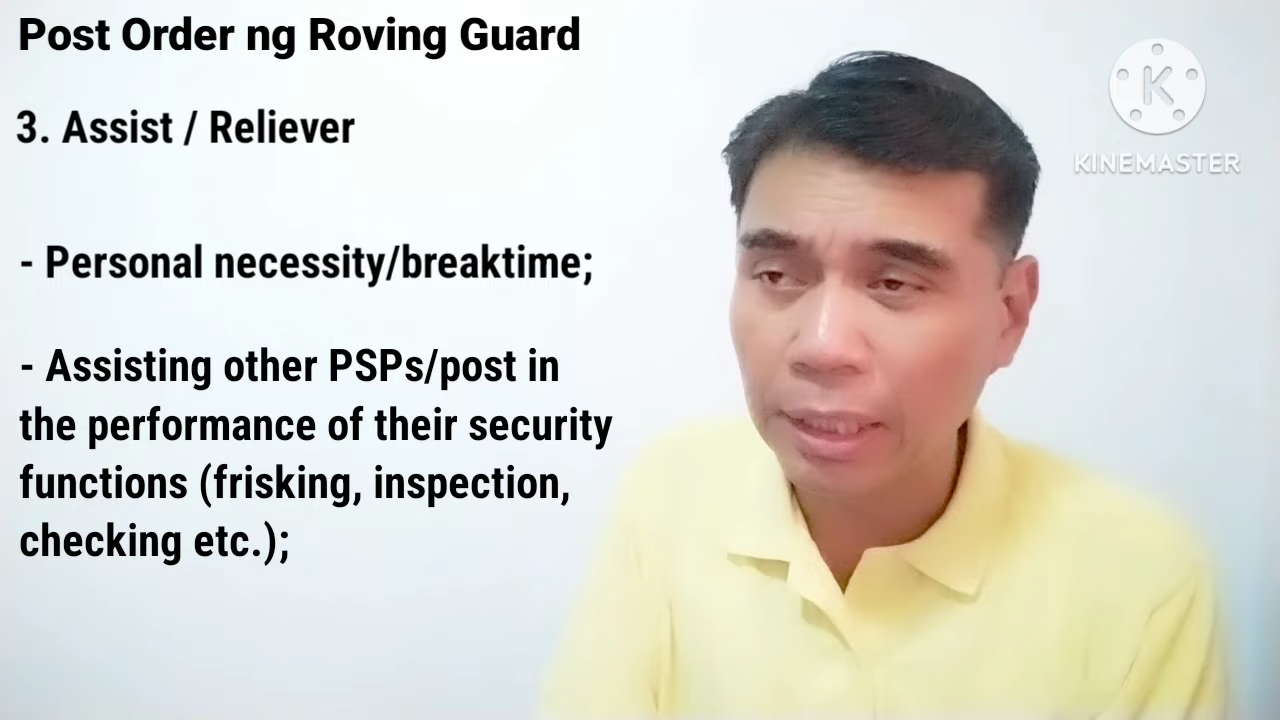 Post Order ng Roving Guard
3. Assist / Reliever
- Personal necessity/breaktime;
- Assisting other PSPs/post in
the performance of their security
functions (frisking, inspection,
checking etc.);
K
KINEMASTER